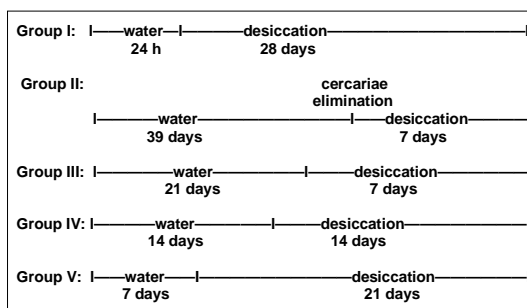 Group I: I——water—I———desiccation———————————I
24 h 28 days
Group II: cercariae
elimination
I————water—————————I——desiccation———
39 days 7 days
Group III: I—————water———————I———desiccation————
21 days 7 days
Group IV: I————water——————I———desiccation————
14 days 14 days
Group V: I——water——I——————————desiccation————
7 days 21 days